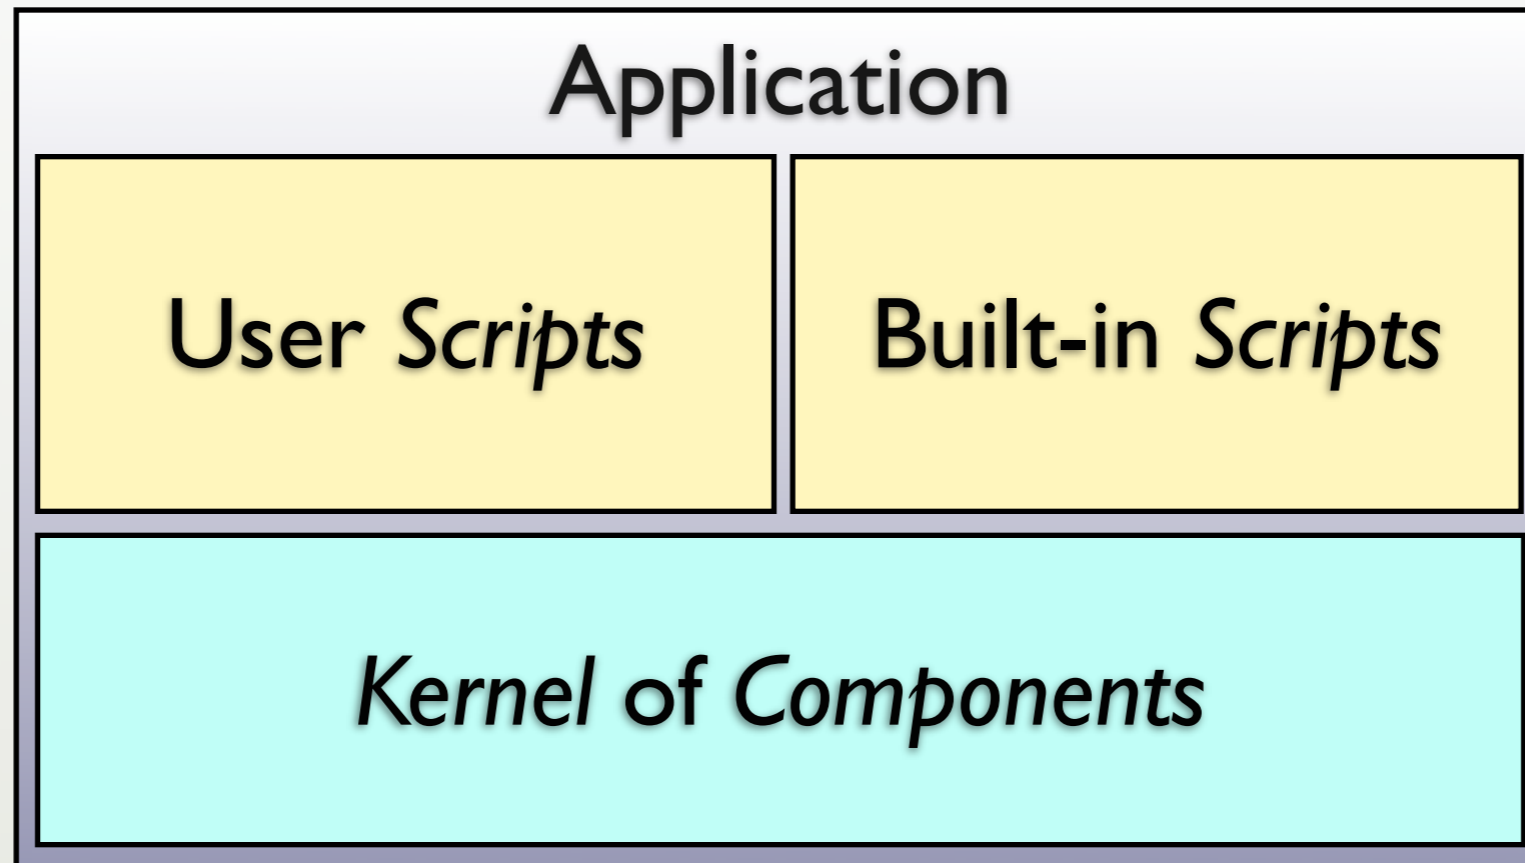 Application
User Scripts
Built-in Scripts
Kernel of Components